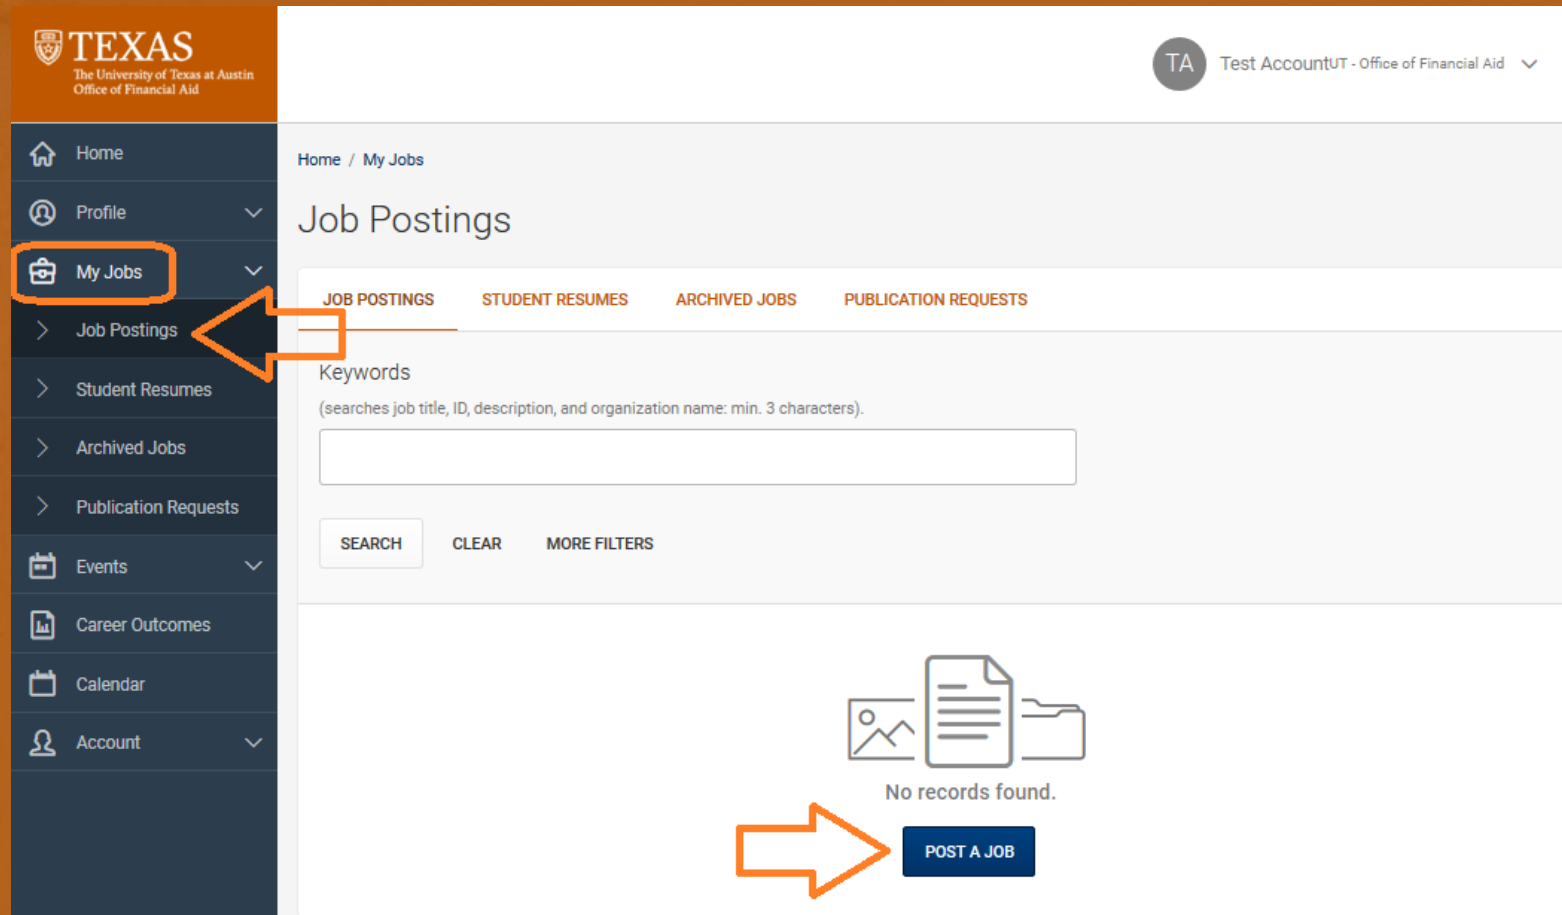 TEXAS
The University of Texas at Austin
Office of Financial Aid
TA
Test AccountUT - Office of Financial Aid
Home
Profile
My Jobs
Job Postings
Student Resumes
Archived Jobs
Publication Requests
Events
Career Outcomes
Calendar
Account
Home / My Jobs
Job Postings
JOB POSTINGS STUDENT RESUMES ARCHIVED JOBS PUBLICATION REQUESTS
Keywords
(searches job title, ID, description, and organization name: min. 3 characters).
SEARCH CLEAR MORE FILTERS
No records found.
POST A JOB